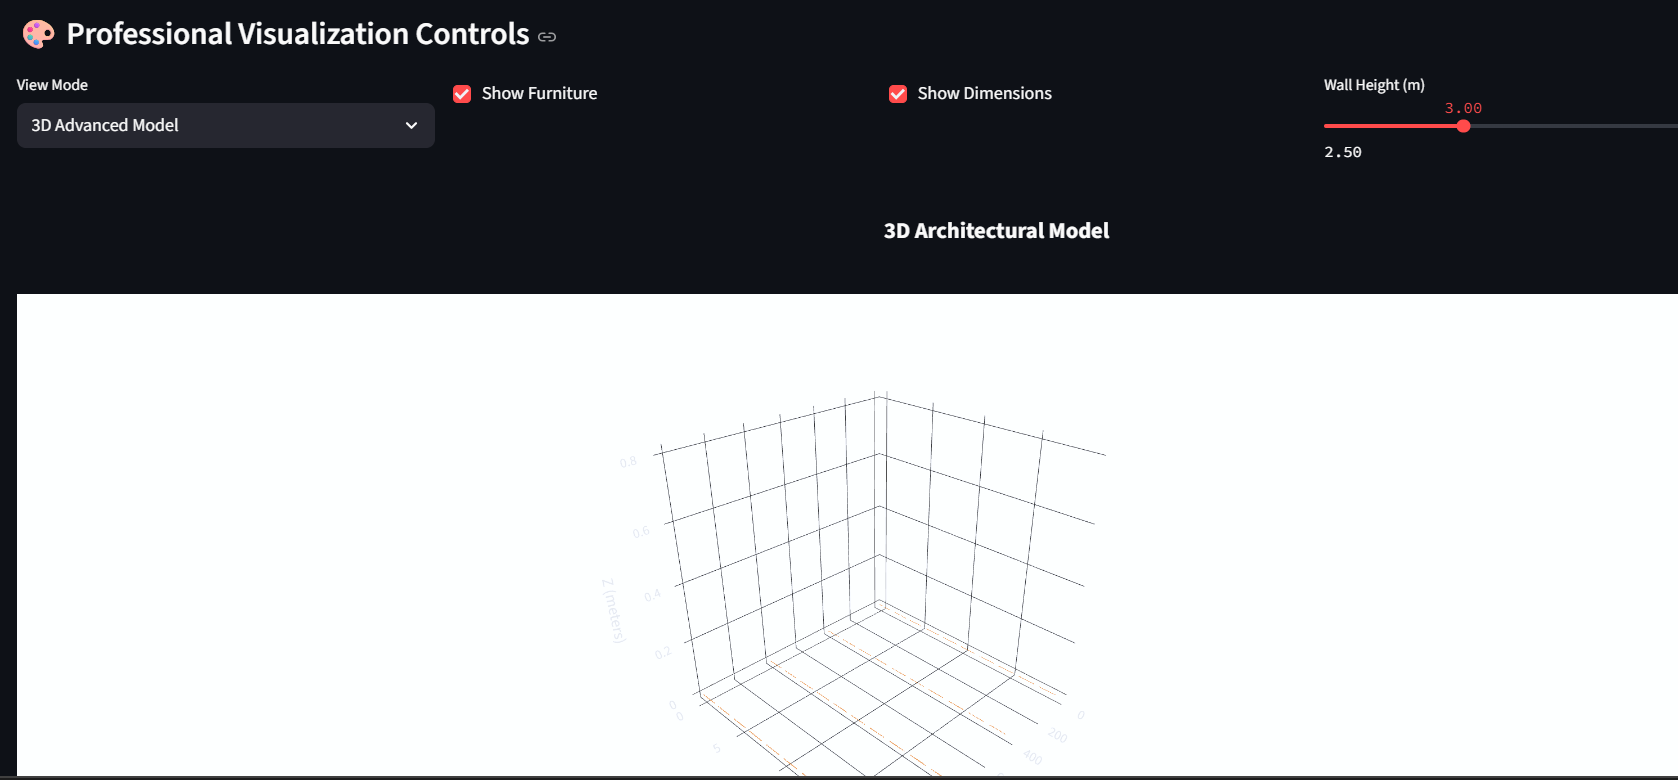 Professional Visualization Controls
View Mode
3D Advanced Model
Show Furniture
Show Dimensions
Wall Height (m)
3.00
2.50
3D Architectural Model
0.8
0.6
0.4
0.2
0
Z (meters)
0
5
0
200
400